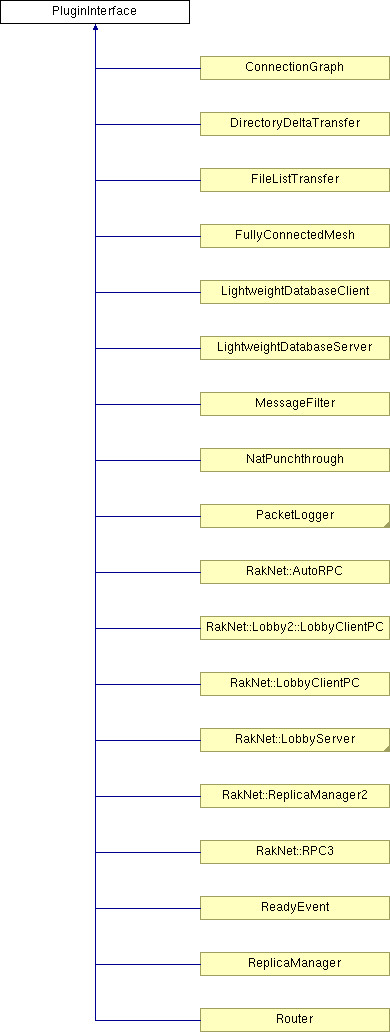 PluginInterface
ConnectionGraph
DirectoryDeltaTransfer
FileListTransfer
FullyConnectedMesh
LightweightDatabaseClient
LightweightDatabaseServer
MessageFilter
NatPunchthrough
PacketLogger
RakNet::AutoRPC
RakNet::Lobby2::LobbyClientPC
RakNet::LobbyClientPC
RakNet::LobbyServer
RakNet::ReplicaManager2
RakNet::RPC3
ReadyEvent
ReplicaManager
Router